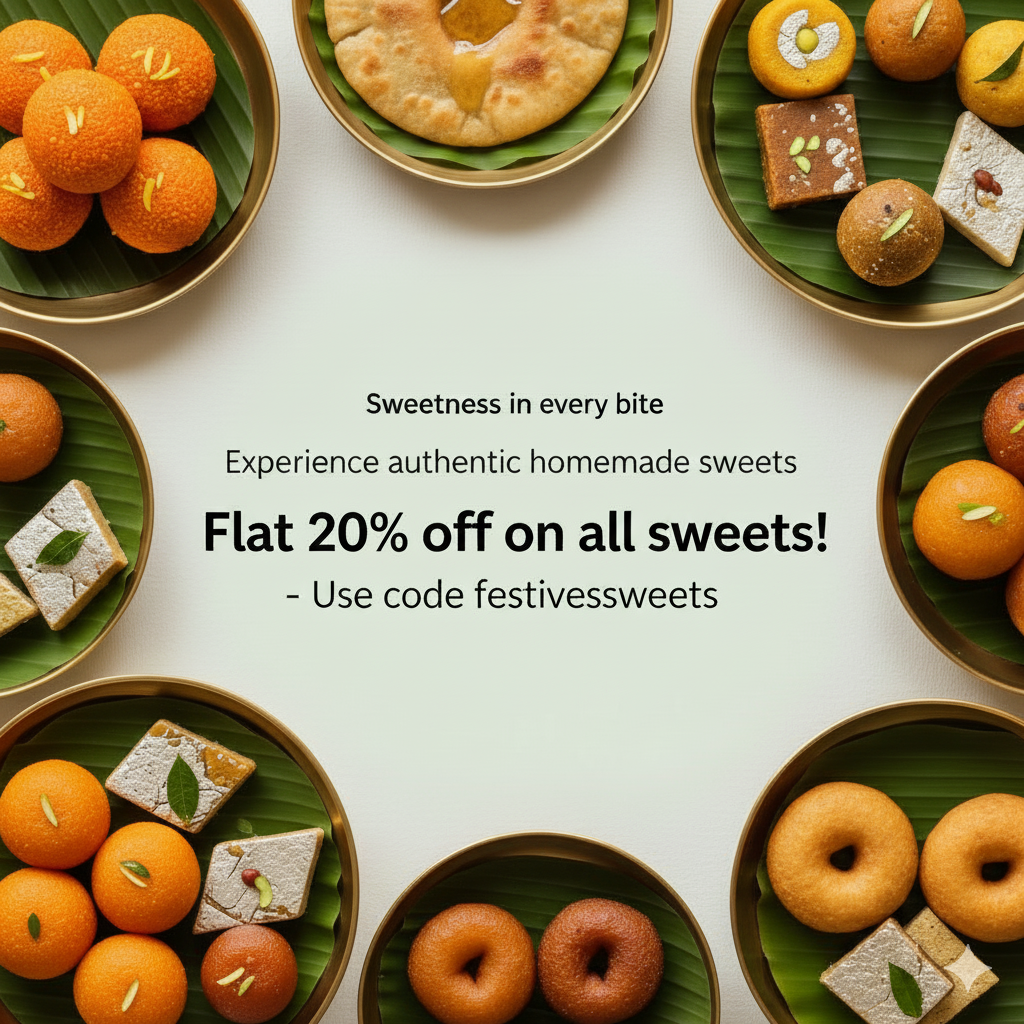 Sweetness in every bite
Experience authentic homemade sweets
Flat 20% off on all sweets!
- Use code festivessweets